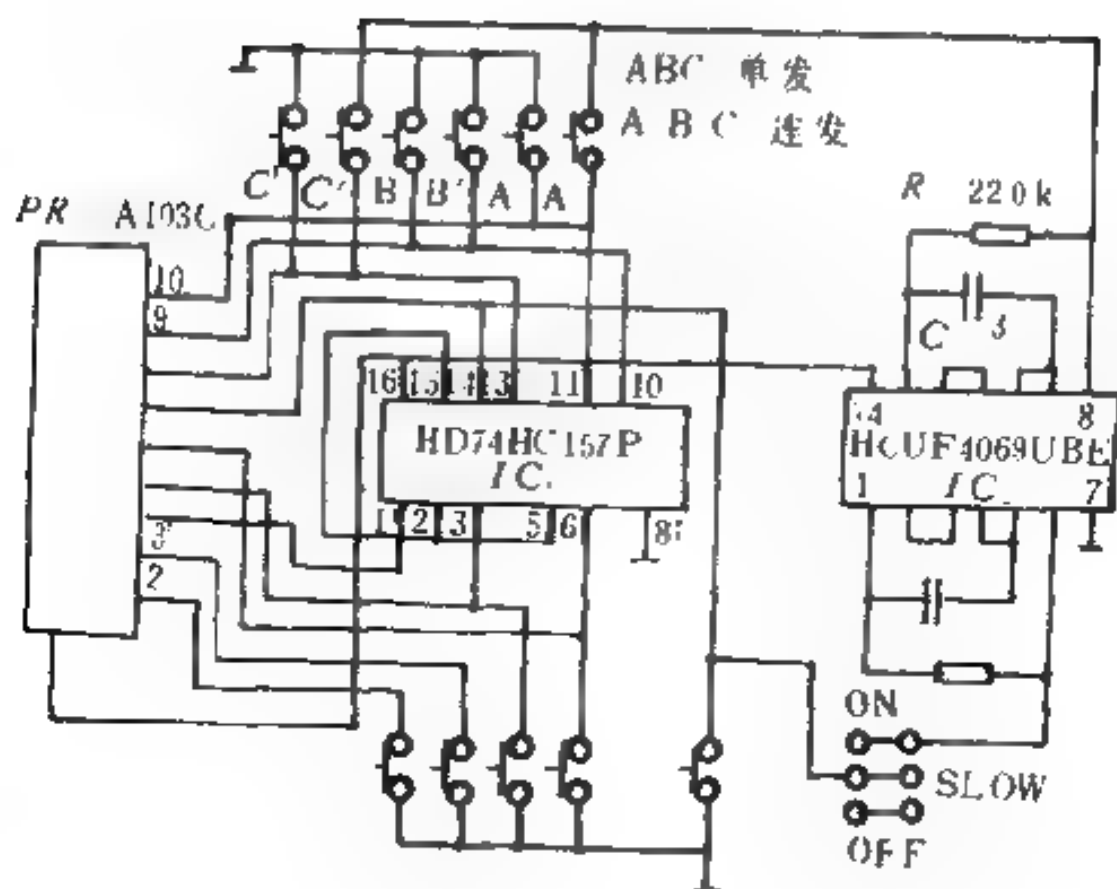 ABC 单发
A B C 连发
C' C' B B' A A
R 220k
PR A103C
10
9
C
16 15 14 13 11 10
14 8
HD74HC157P
HCUF4069UBE
IC
IC
1 2 3 5 6 8
1 7
3
2
ON
SLOW
OFF